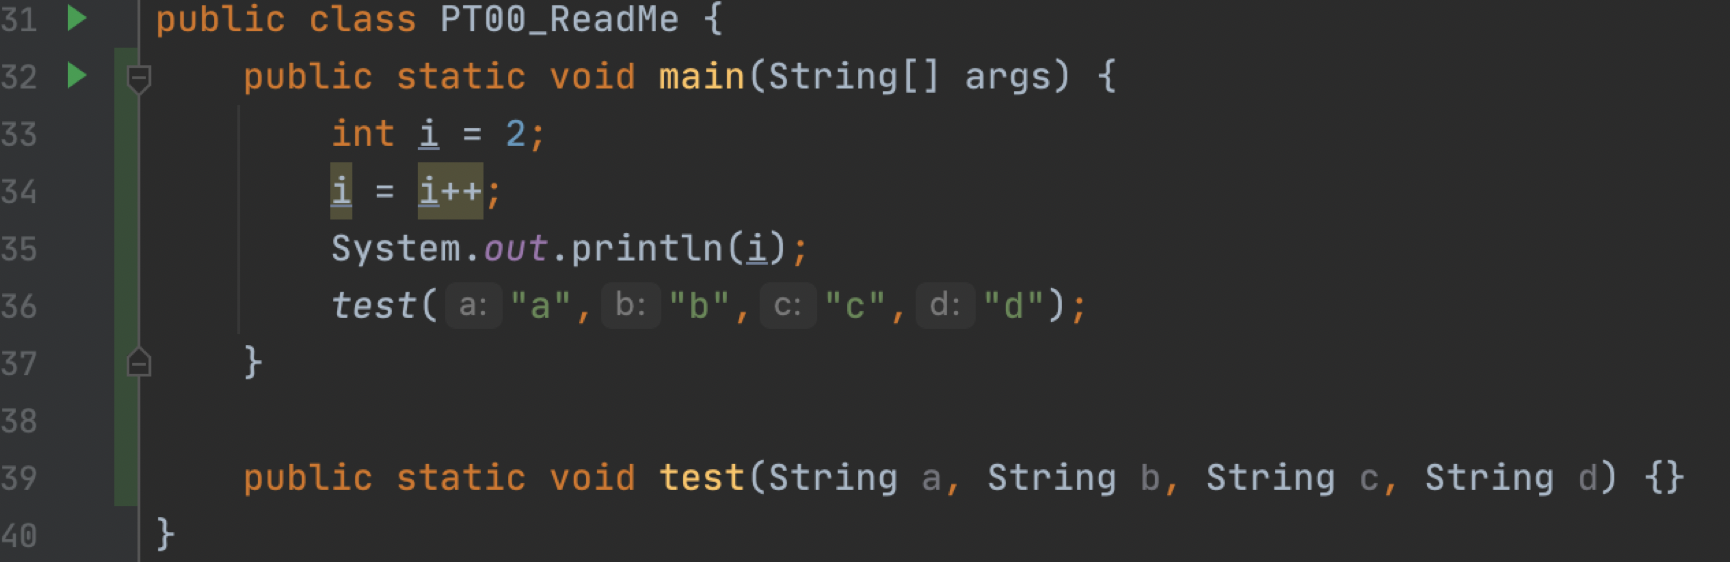 31 public class PT00_ReadMe {
32 public static void main(String[] args) {
33 int i = 2;
34 i = i++;
35 System.out.println(i);
36 test( a: "a", b: "b", c: "c", d: "d");
37 }
38
39 public static void test(String a, String b, String c, String d) {}
40 }